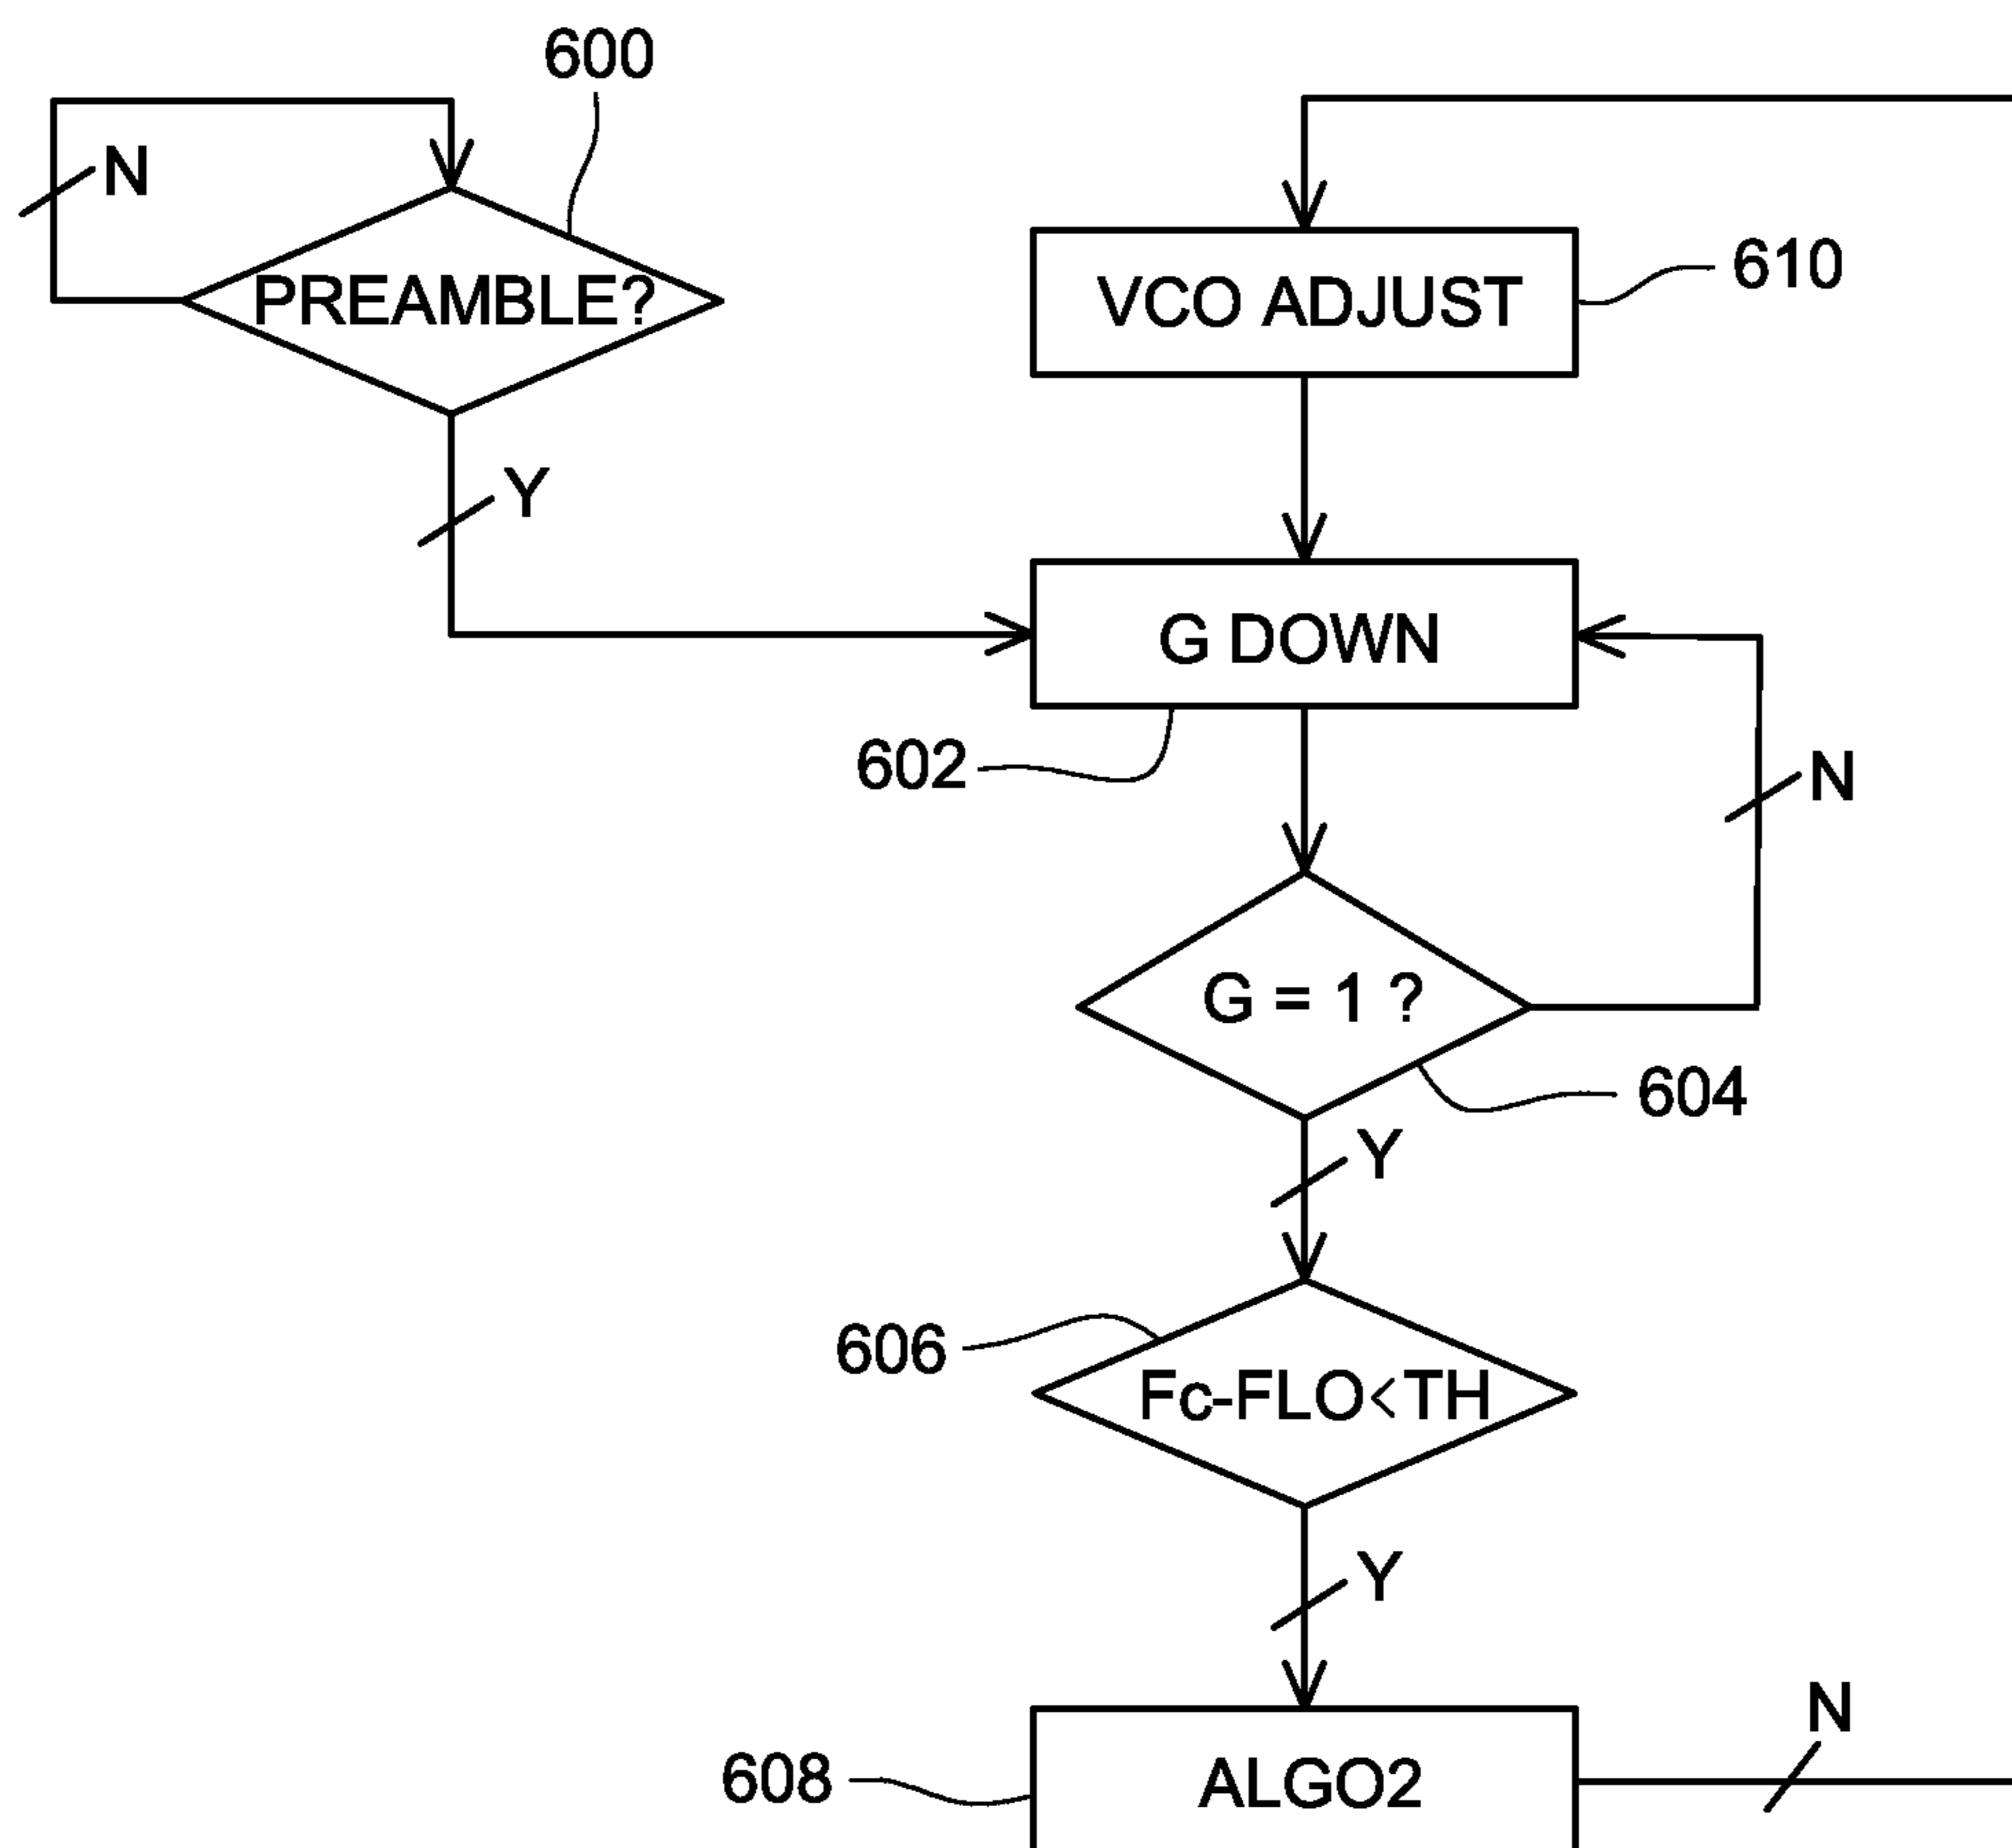 600
N
PREAMBLE?
VCO ADJUST
610
Y
G DOWN
602
N
G = 1 ?
604
Y
606
Fc-FLO<TH
Y
N
608
ALGO2